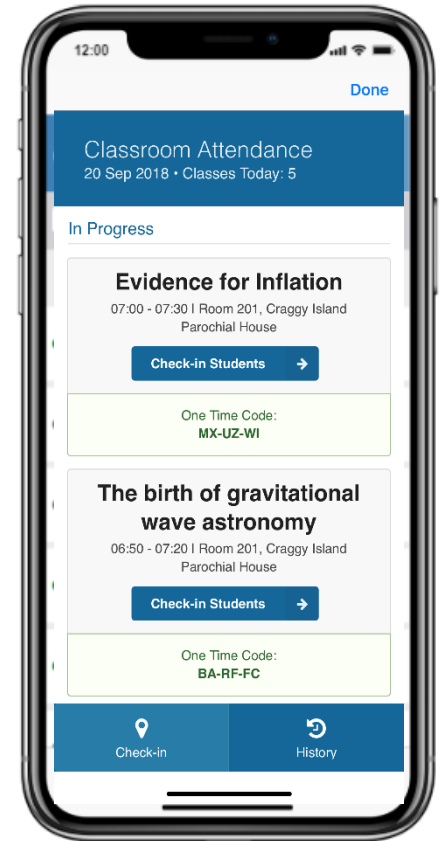 12:00
Done
Classroom Attendance
20 Sep 2018 • Classes Today: 5
In Progress
Evidence for Inflation
07:00 - 07:30 | Room 201, Craggy Island
Parochial House
Check-in Students
One Time Code:
MX-UZ-WI
The birth of gravitational
wave astronomy
06:50 - 07:20 | Room 201, Craggy Island
Parochial House
Check-in Students
One Time Code:
BA-RF-FC
Check-in
History